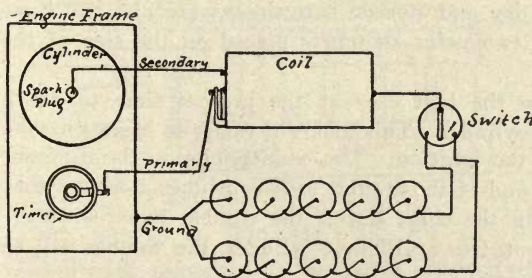 Engine Frame
Cylinder
Secondary
Coil
Spark
Plug
Switch
Primary
Timer
Ground